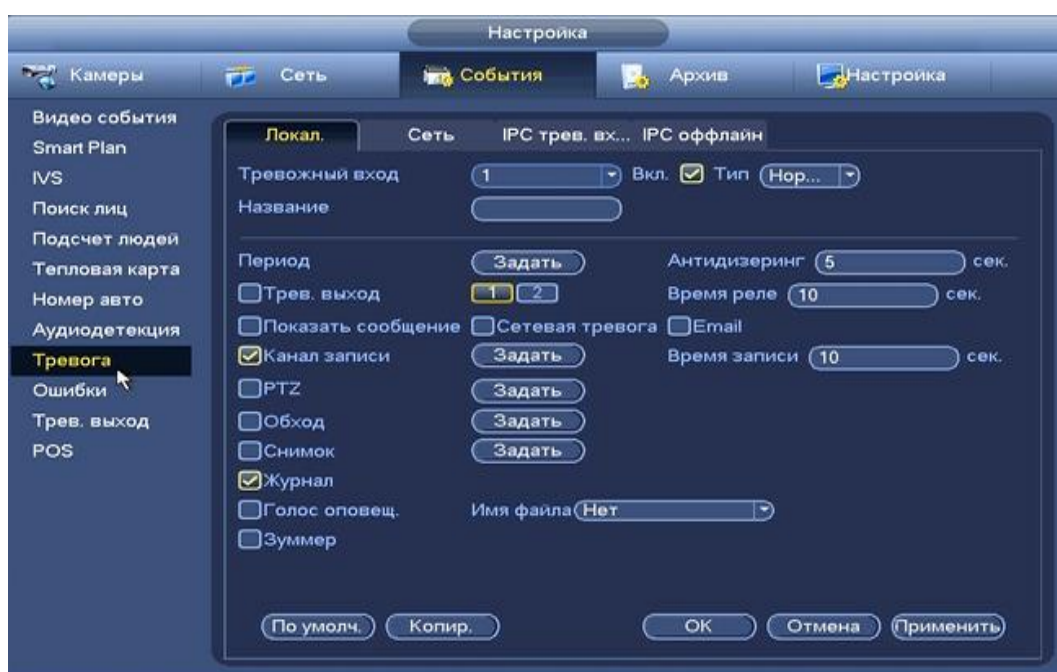 Настройка
Камеры Сеть События Архив Настройка
Видео события
Smart Plan
IVS
Поиск лиц
Подсчет людей
Тепловая карта
Номер авто
Аудиодетекция
Тревога
Ошибки
Трев. выход
POS
Локал. Сеть IPC трев. вх... IPC оффлайн
Тревожный вход 1 Вкл. Тип Нор...
Название
Период Задать Антидизеринг 5 сек.
Трев. выход 1 2 Время реле 10 сек.
Показать сообщение Сетевая тревога Email
Канал записи Задать Время записи 10 сек.
PTZ Задать
Обход Задать
Снимок Задать
Журнал
Голос оповещ. Имя файла Нет
Зуммер
По умолч. Копир. OK Отмена Применить